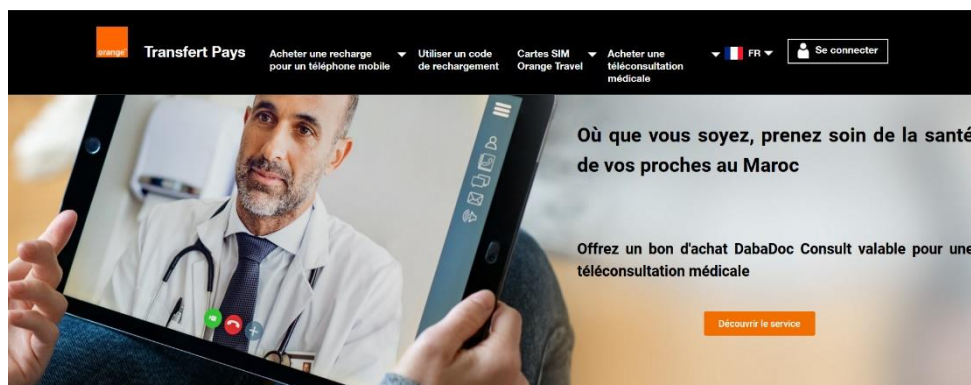 orange™
Transfert Pays
Acheter une recharge
pour un téléphone mobile
Utiliser un code
de rechargement
Cartes SIM
Orange Travel
Acheter une
téléconsultation
médicale
FR
Se connecter
Où que vous soyez, prenez soin de la santé
de vos proches au Maroc
Offrez un bon d'achat DabaDoc Consult valable pour une
téléconsultation médicale
Découvrir le service